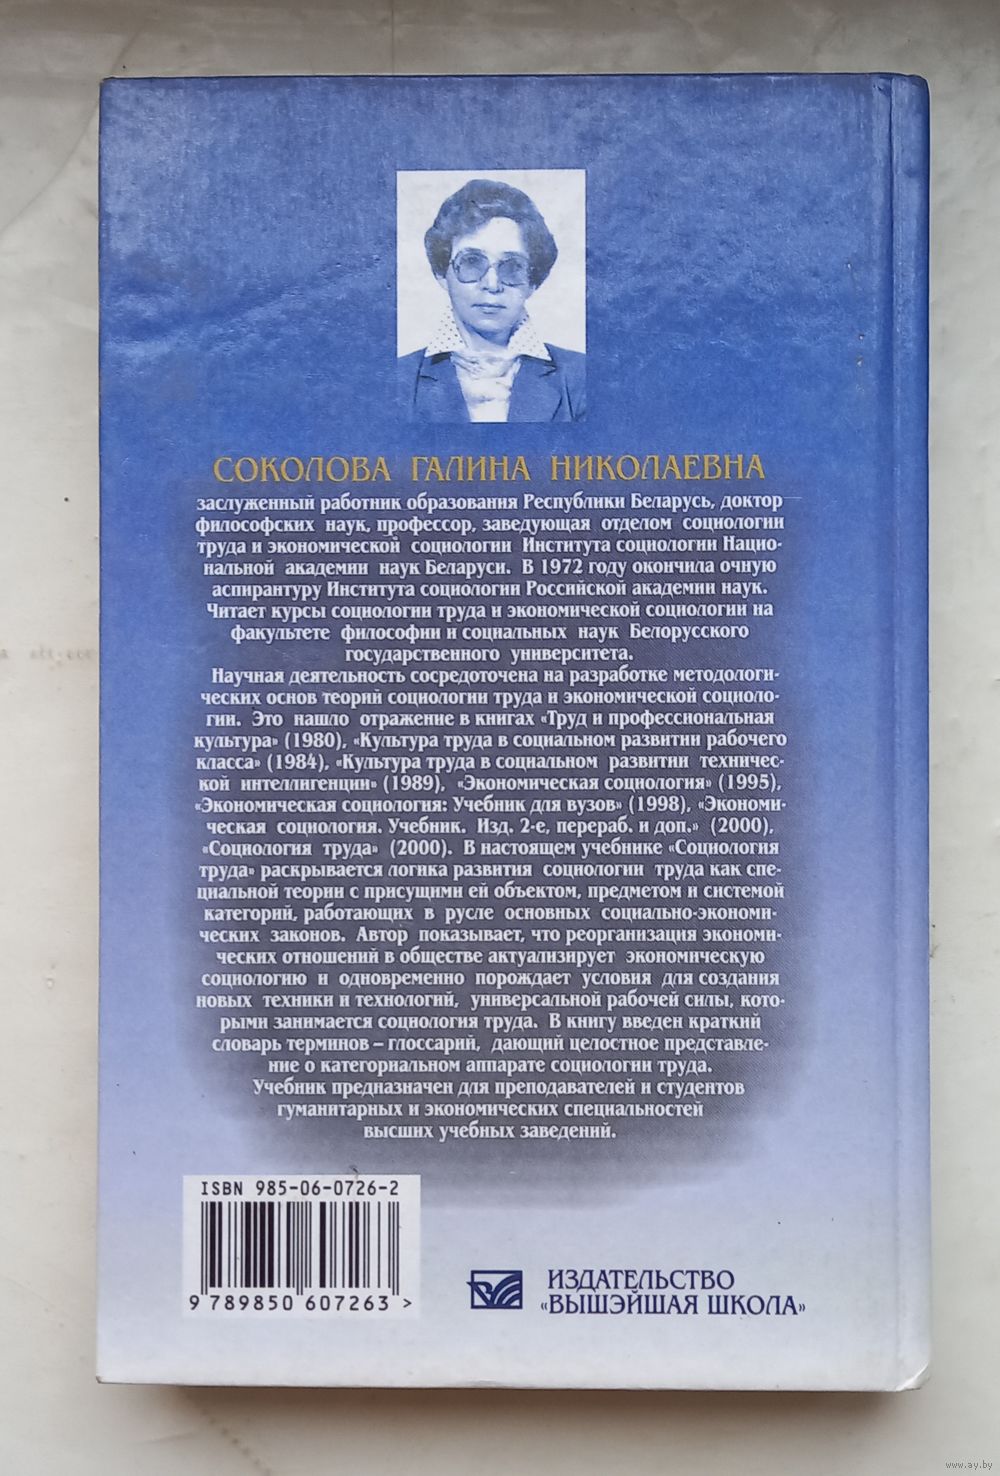 СОКОЛОВА ГАЛИНА НИКОЛАЕВНА
заслуженный работник образования Республики Беларусь, доктор
философских наук, профессор, заведующая отделом социологии
труда и экономической социологии Института социологии Нацио-
нальной академии наук Беларуси. В 1972 году окончила очную
аспирантуру Института социологии Российской академии наук.
Читает курсы социологии труда и экономической социологии на
факультете философии и социальных наук Белорусского
государственного университета.
Научная деятельность сосредоточена на разработке методологи-
ческих основ теорий социологии труда и экономической социоло-
гии. Это нашло отражение в книгах «Труд и профессиональная
культура» (1980), «Культура труда в социальном развитии рабочего
класса» (1984), «Культура труда в социальном развитии техничес-
кой интеллигенции» (1989), «Экономическая социология» (1995),
«Экономическая социология: Учебник для вузов» (1998), «Экономи-
ческая социология. Учебник. Изд. 2-е, перераб. и доп.» (2000),
«Социология труда» (2000). В настоящем учебнике «Социология
труда» раскрывается логика развития социологии труда как спе-
циальной теории с присущими ей объектом, предметом и системой
категорий, работающих в русле основных социально-экономи-
ческих законов. Автор показывает, что реорганизация экономи-
ческих отношений в обществе актуализирует экономическую
социологию и одновременно порождает условия для создания
новых техники и технологий, универсальной рабочей силы, кото-
рыми занимается социология труда. В книгу введен краткий
словарь терминов – глоссарий, дающий целостное представле-
ние о категориальном аппарате социологии труда.
Учебник предназначен для преподавателей и студентов
гуманитарных и экономических специальностей
высших учебных заведений.
ISBN 985-06-0726-2
9 789850 607263 >
ИЗДАТЕЛЬСТВО
«ВЫШЭЙШАЯ ШКОЛА»
www.ay.by